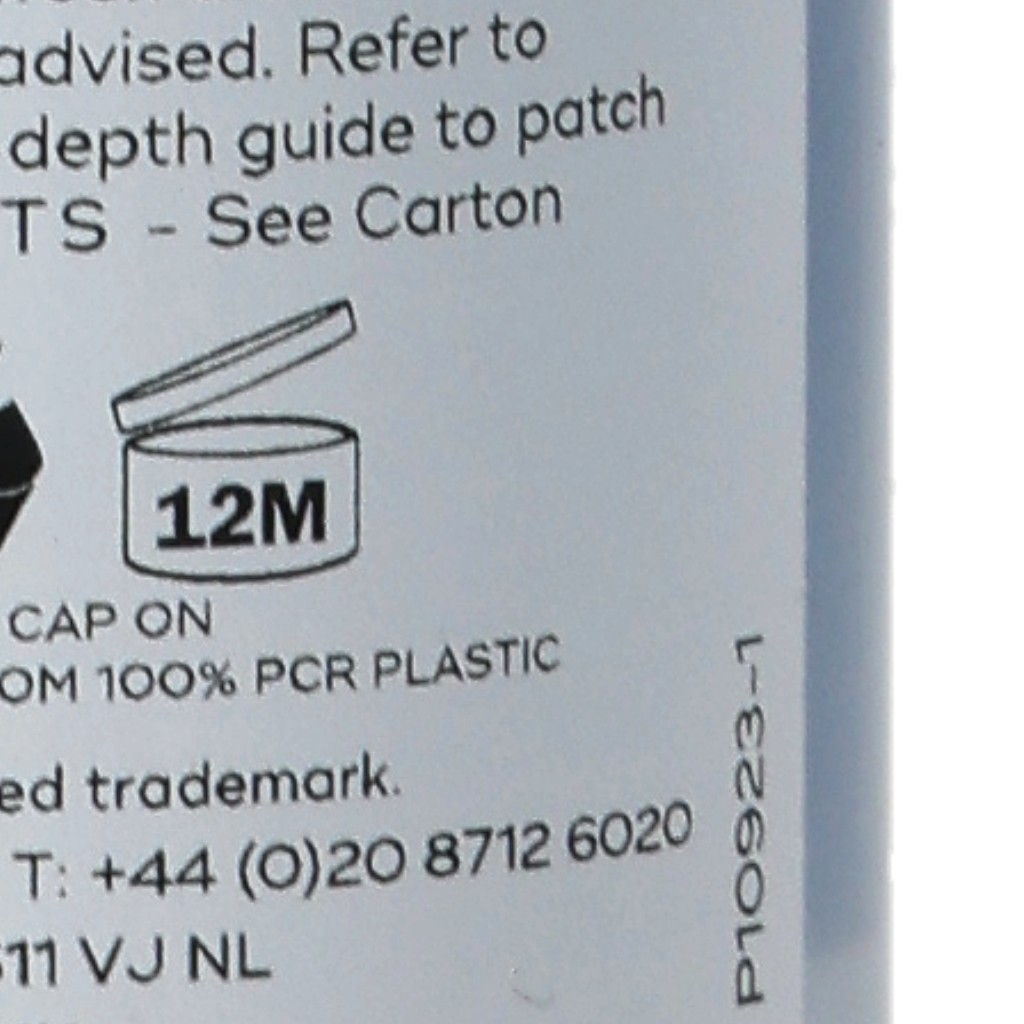 advised. Refer to
depth guide to patch
TS - See Carton
12M
CAP ON
OM 100% PCR PLASTIC
ed trademark.
T: +44 (0)20 8712 6020
11 VJ NL
P10923-1